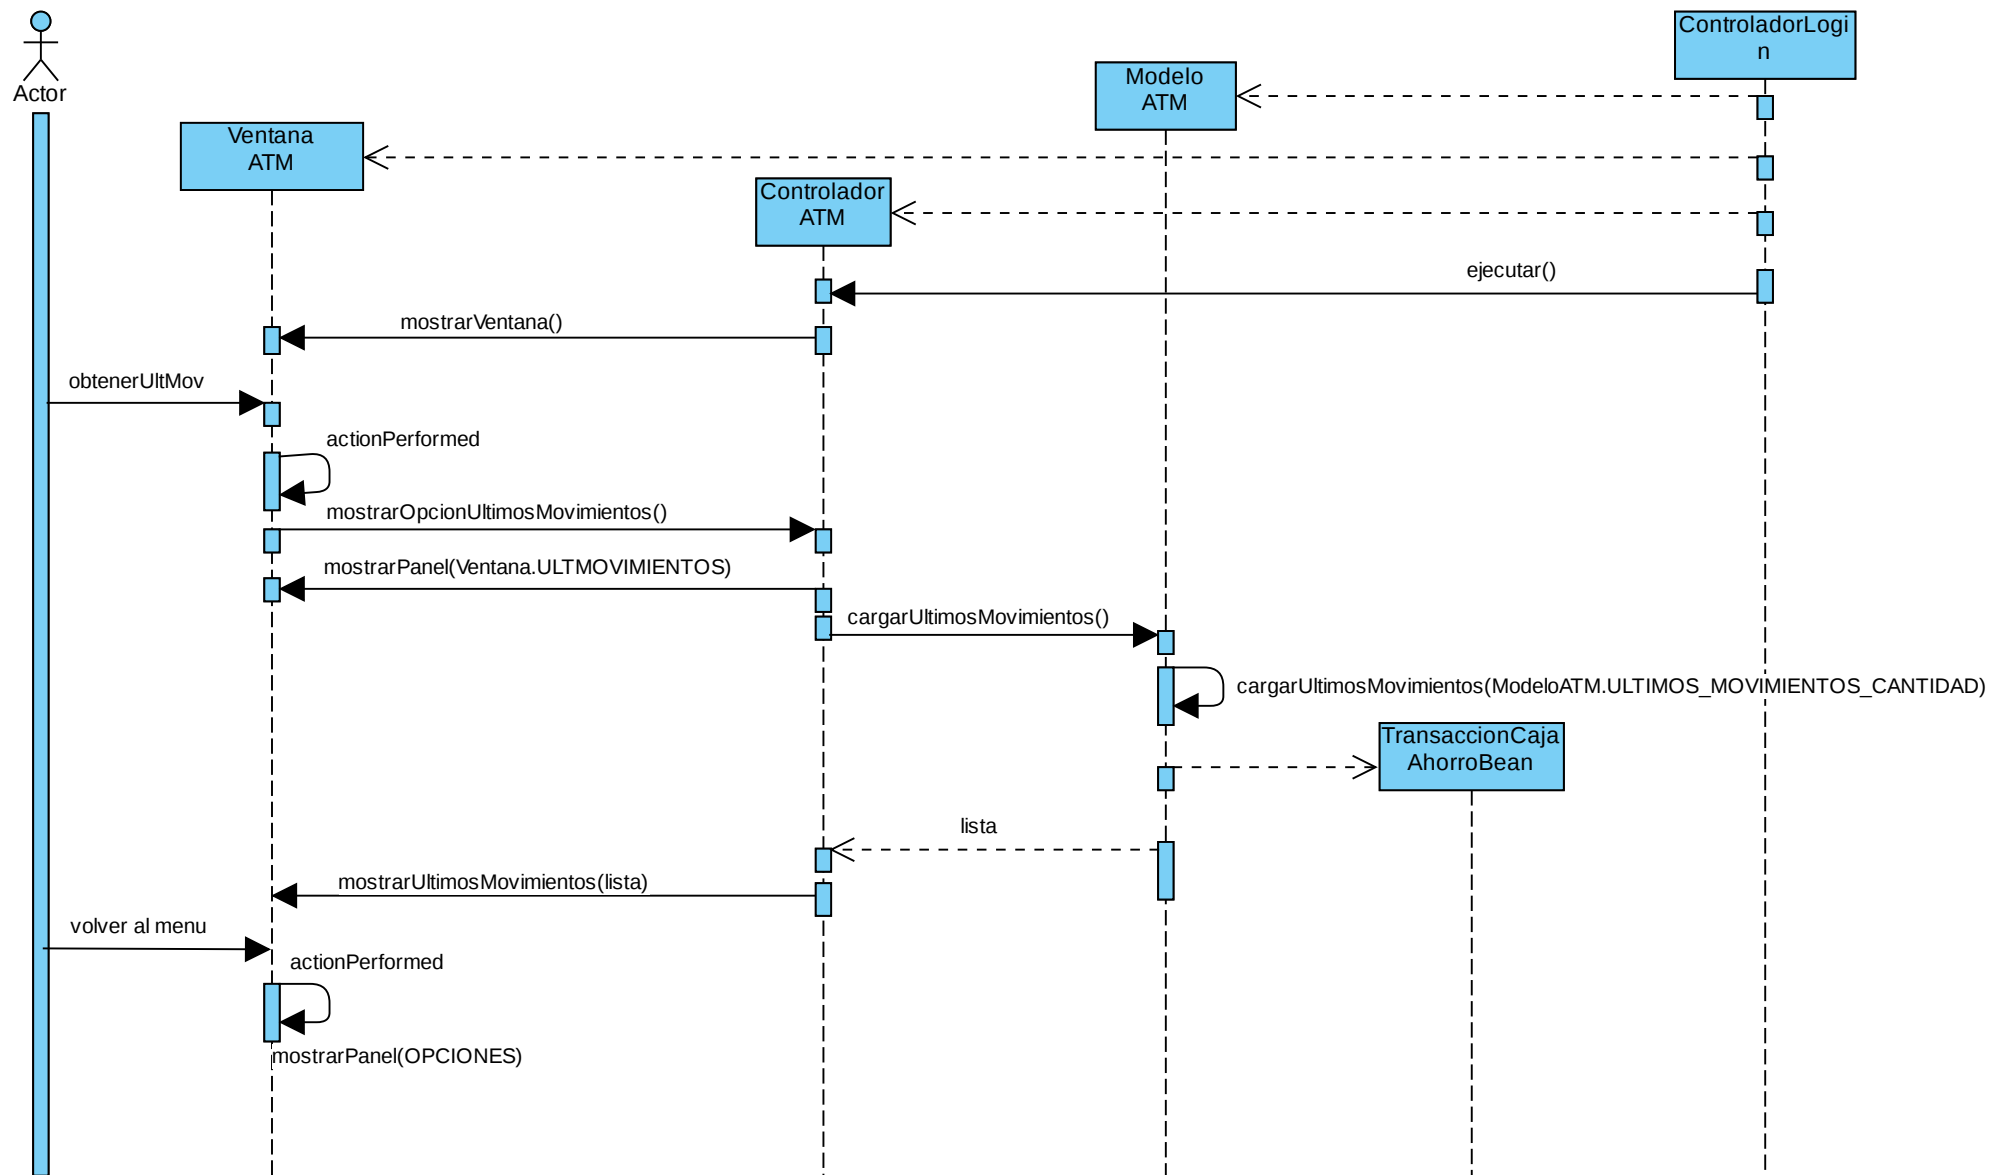 ControladorLogi
n
Modelo
ATM
Actor
Ventana
ATM
Controlador
ATM
ejecutar()
mostrarVentana()
obtenerUltMov
actionPerformed
mostrarOpcionUltimosMovimientos()
mostrarPanel(Ventana.ULTMOVIMIENTOS)
cargarUltimosMovimientos()
cargarUltimosMovimientos(ModeloATM.ULTIMOS_MOVIMIENTOS_CANTIDAD)
TransaccionCaja
AhorroBean
lista
mostrarUltimosMovimientos(lista)
volver al menu
actionPerformed
mostrarPanel(OPCIONES)